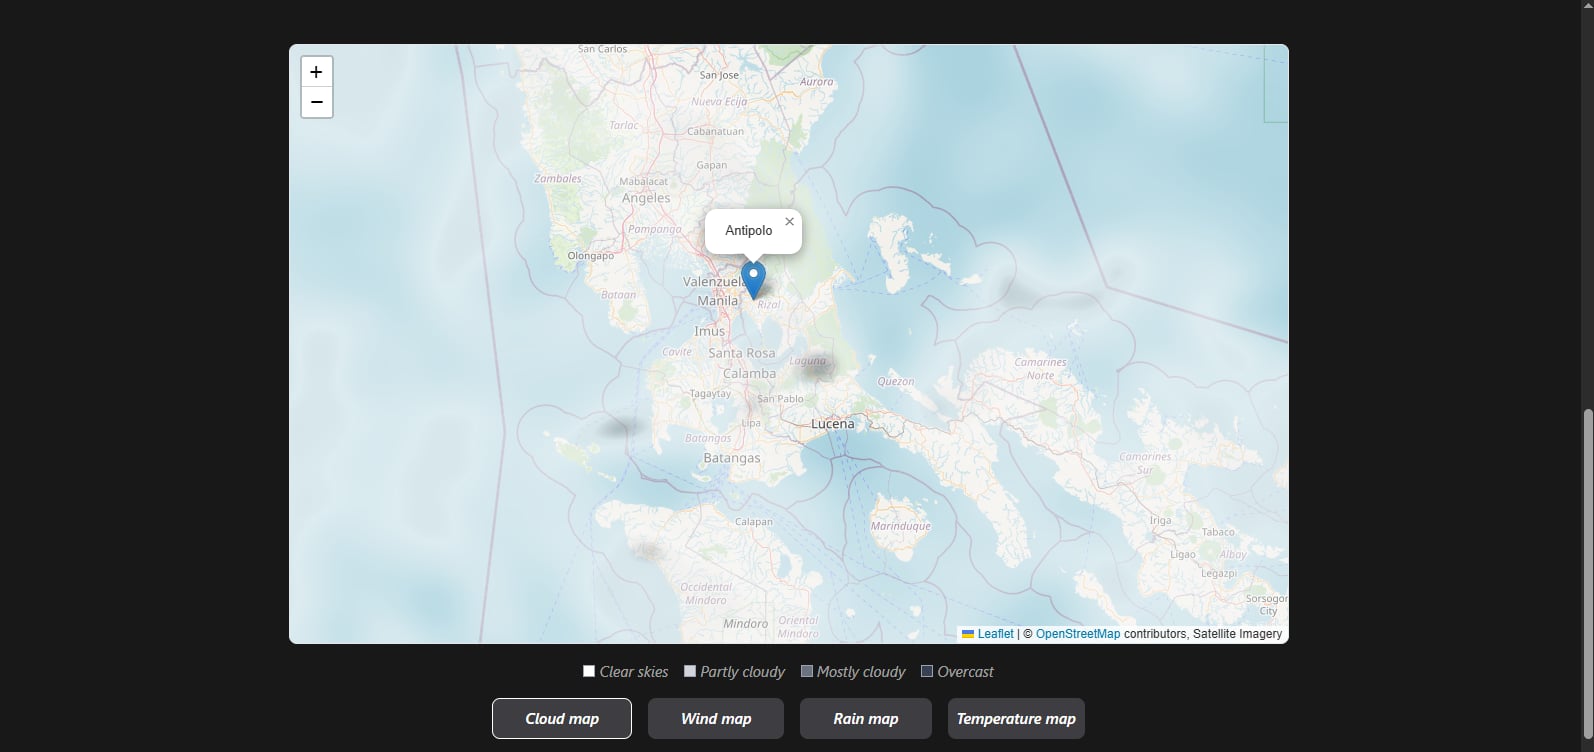 +
−
San Carlos
San Jose
Aurora
Nueva Ecija
Tarlac
Cabanatuan
Gapan
Zambales
Mabalacat
Angeles
Pampanga
Antipolo ×
Olongapo
Valenzuela
Bataan
Manila
Rizal
Imus
Cavite
Santa Rosa
Laguna
Calamba
Camarines
Norte
Quezon
Tagaytay
San Pablo
Lipa
Lucena
Batangas
Batangas
Camarines
Sur
Calapan
Marinduque
Iriga
Tabaco
Ligao
Albay
Legazpi
Occidental
Mindoro
Sorsogon
City
Mindoro
Oriental
Mindoro
Leaflet | © OpenStreetMap contributors, Satellite Imagery
Clear skies Partly cloudy Mostly cloudy Overcast
Cloud map Wind map Rain map Temperature map